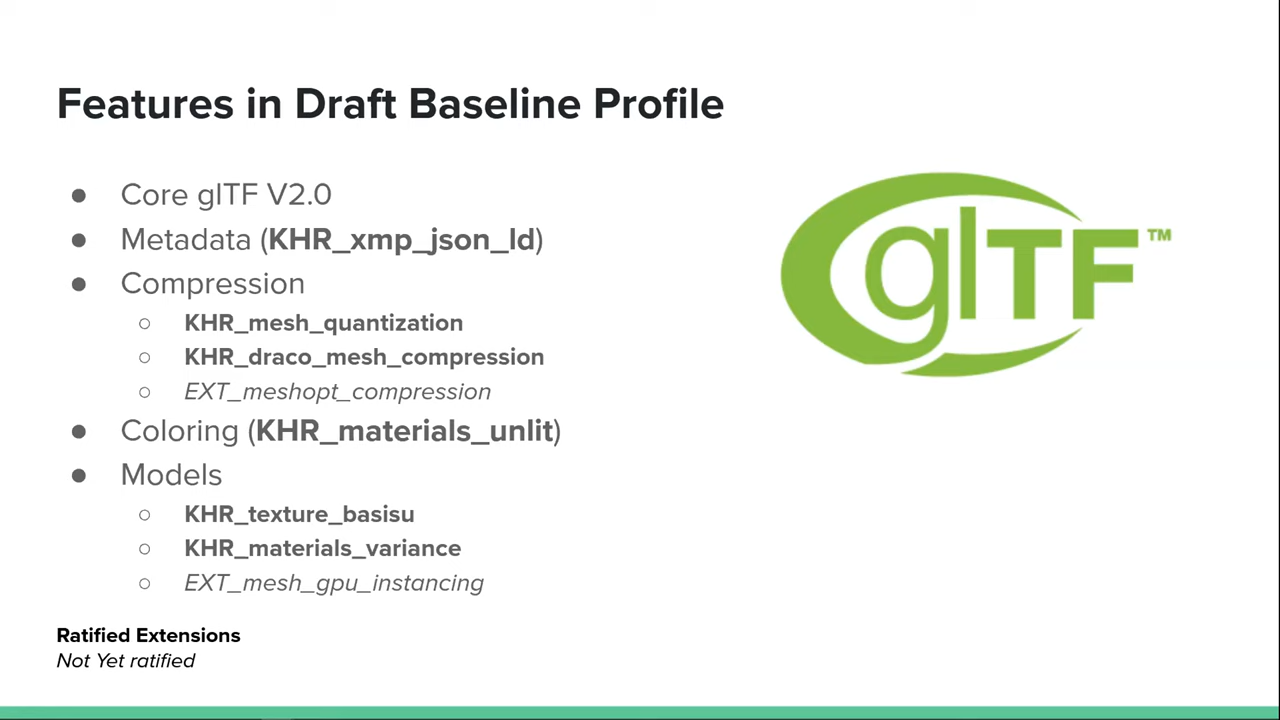 Features in Draft Baseline Profile
● Core glTF V2.0
● Metadata (KHR_xmp_json_ld)
● Compression
○ KHR_mesh_quantization
○ KHR_draco_mesh_compression
○ EXT_meshopt_compression
● Coloring (KHR_materials_unlit)
● Models
○ KHR_texture_basisu
○ KHR_materials_variance
○ EXT_mesh_gpu_instancing
Ratified Extensions
Not Yet ratified
glTF™